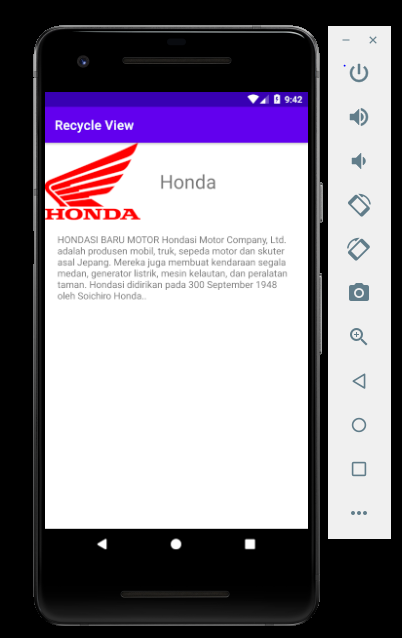 9:42
Recycle View
HONDA
Honda
HONDASI BARU MOTOR Hondasi Motor Company, Ltd.
adalah produsen mobil, truk, sepeda motor dan skuter
asal Jepang. Mereka juga membuat kendaraan segala
medan, generator listrik, mesin kelautan, dan peralatan
taman. Hondasi didirikan pada 300 September 1948
oleh Soichiro Honda..